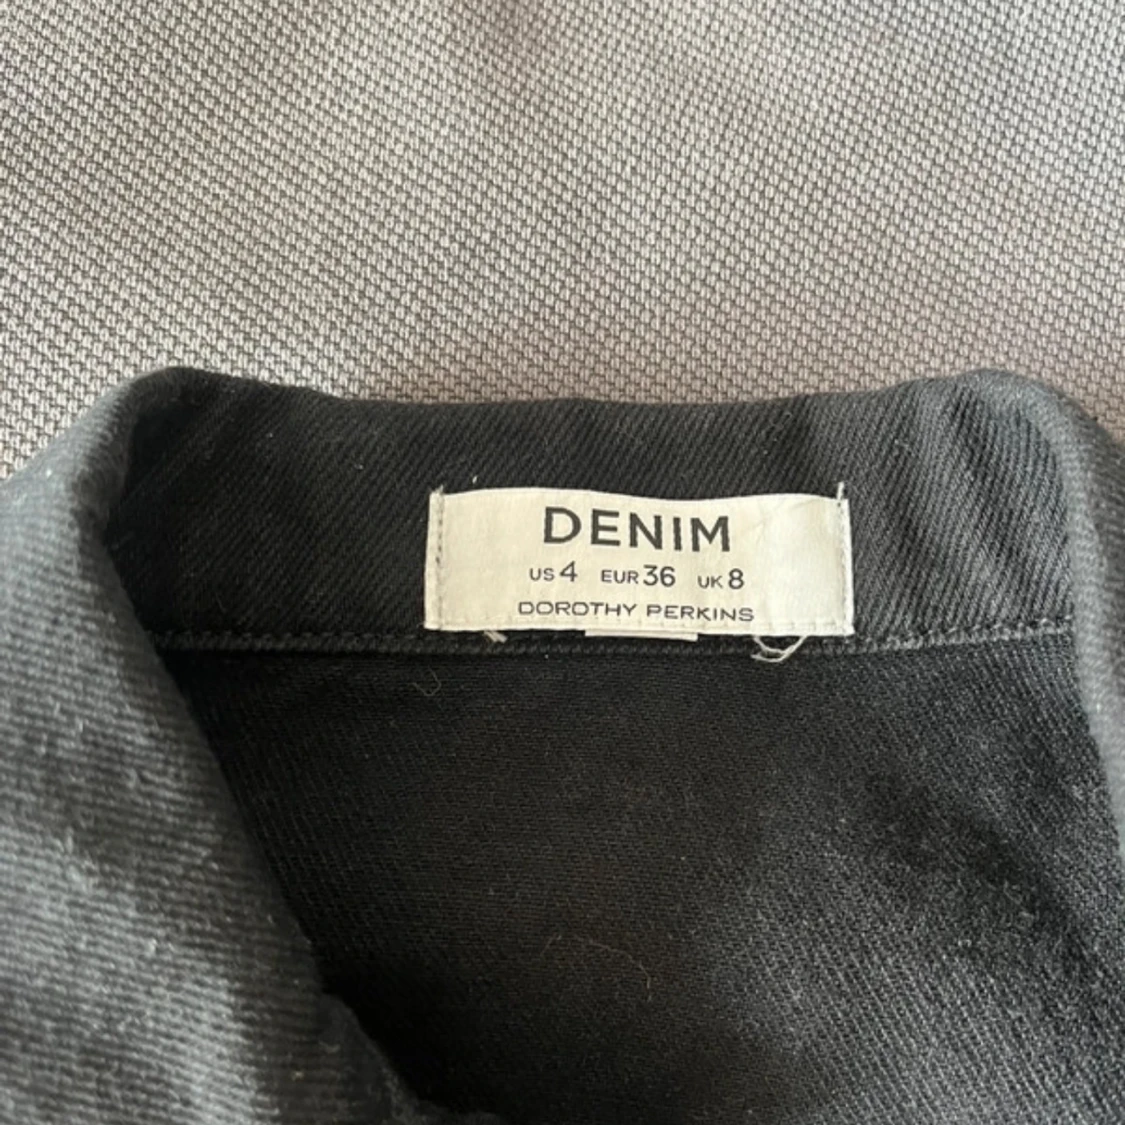 DENIM
US 4 EUR 36 UK 8
DOROTHY PERKINS